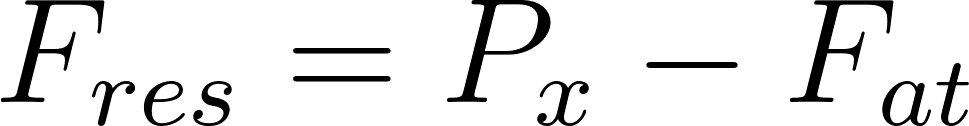 F_{res} = P_x − F_{at}